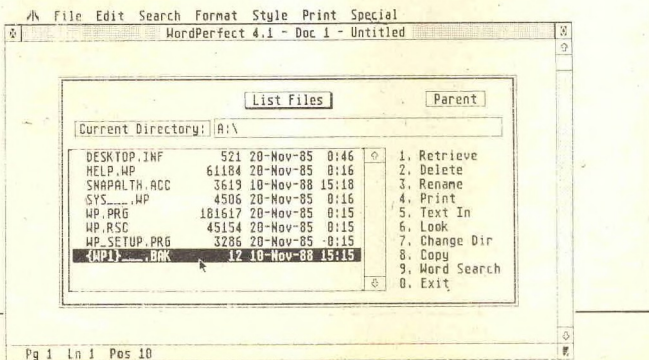 File Edit Search Format Style Print Special
WordPerfect 4.1 - Doc 1 - Untitled
List Files
Parent
Current Directory: A:\
DESKTOP.INF 521 20-Nov-85 0:46
HELP.WP 61184 20-Nov-85 0:16
SNAPALTH.ACC 3619 10-Nov-88 15:18
SYS___.WP 4506 20-Nov-85 0:16
WP.PRG 181617 20-Nov-85 0:15
WP.RSC 45154 20-Nov-85 0:15
WP_SETUP.PRG 3286 20-Nov-85 0:15
{WP1}___.BAK 12 10-Nov-88 15:15
1. Retrieve
2. Delete
3. Rename
4. Print
5. Text In
6. Look
7. Change Dir
8. Copy
9. Word Search
0. Exit
Pg 1 Ln 1 Pos 10